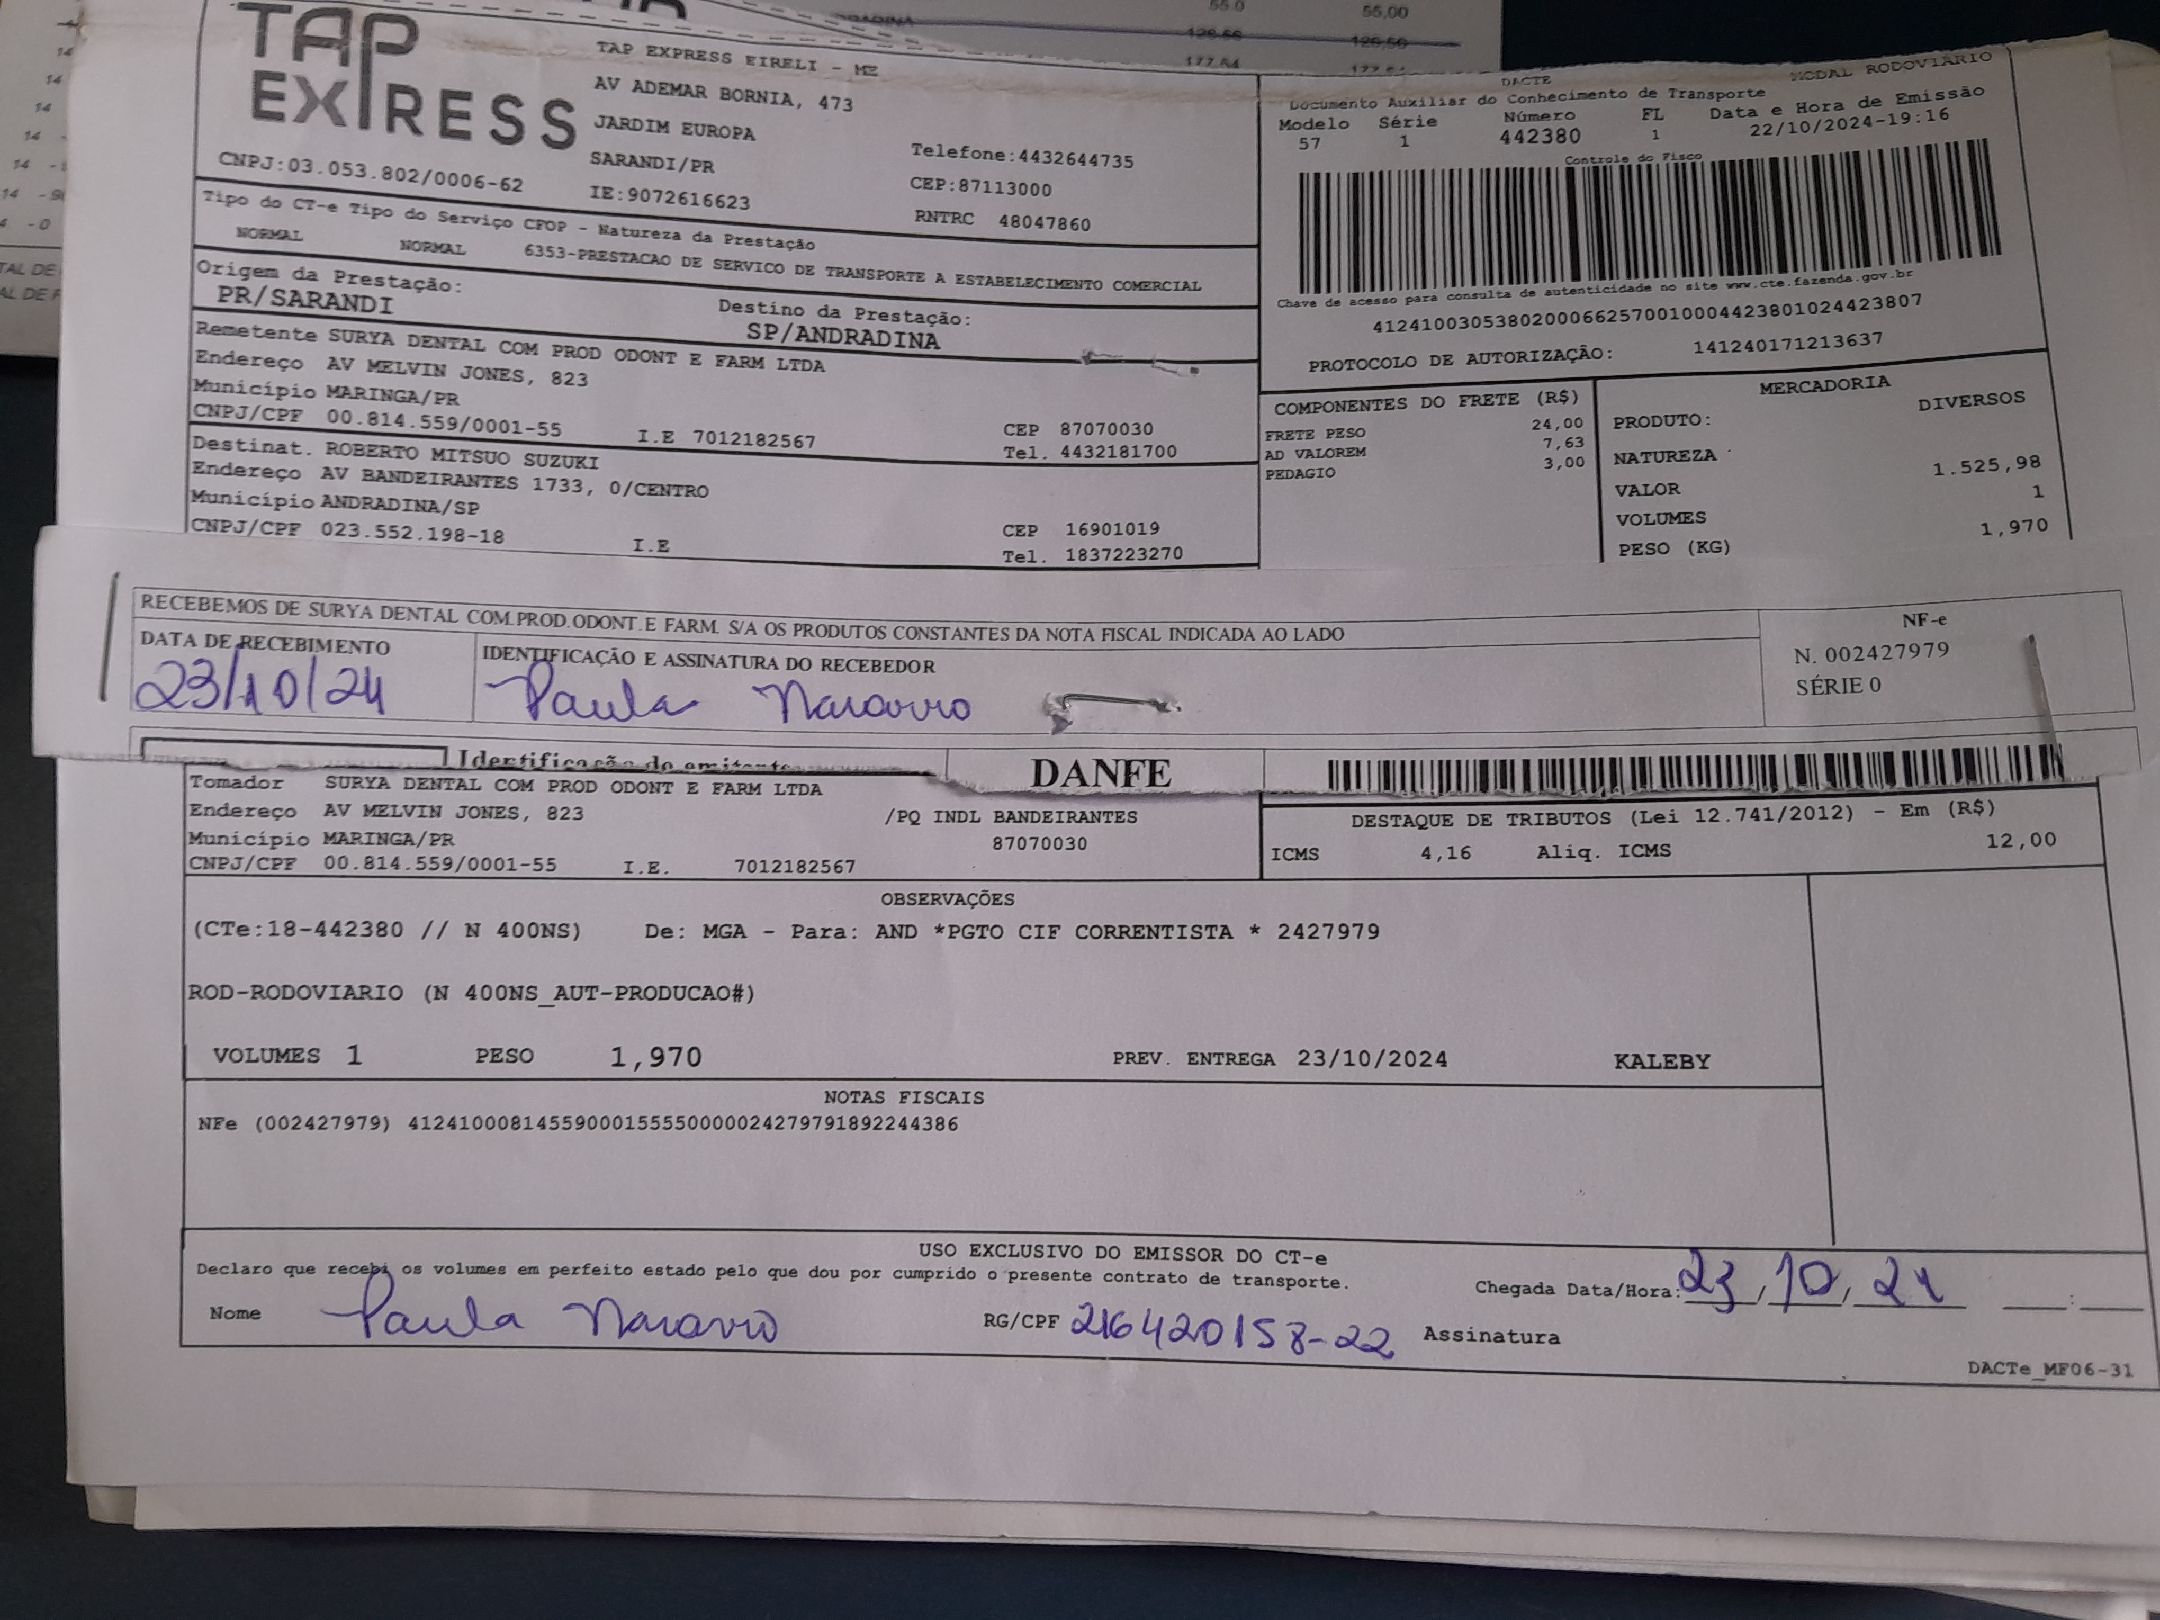 55.0 55,00
TAP
EXPRESS
TAP EXPRESS EIRELI - ME
AV ADEMAR BORNIA, 473
JARDIM EUROPA
SARANDI/PR
IE:9072616623
CNPJ:03.053.802/0006-62
Telefone:4432644735
CEP:87113000
RNTRC 48047860
DACTE MODAL RODOVIARIO
Documento Auxiliar do Conhecimento de Transporte
Modelo Série Número FL Data e Hora de Emissão
57 1 442380 1 22/10/2024-19:16
Controle do Fisco
Chave de acesso para consulta de autenticidade no site www.cte.fazenda.gov.br
41241003053802000662570010004423801024423807
PROTOCOLO DE AUTORIZAÇÃO: 141240171213637
Tipo do CT-e Tipo do Serviço CFOP - Natureza da Prestação
NORMAL NORMAL 6353-PRESTACAO DE SERVICO DE TRANSPORTE A ESTABELECIMENTO COMERCIAL
Origem da Prestação: Destino da Prestação:
PR/SARANDI SP/ANDRADINA
Remetente SURYA DENTAL COM PROD ODONT E FARM LTDA
Endereço AV MELVIN JONES, 823
Município MARINGA/PR CEP 87070030
CNPJ/CPF 00.814.559/0001-55 I.E 7012182567 Tel. 4432181700
Destinat. ROBERTO MITSUO SUZUKI
Endereço AV BANDEIRANTES 1733, 0/CENTRO
Município ANDRADINA/SP CEP 16901019
CNPJ/CPF 023.552.198-18 I.E Tel. 1837223270
COMPONENTES DO FRETE (R$)
FRETE PESO 24,00
AD VALOREM 7,63
PEDAGIO 3,00
MERCADORIA
PRODUTO: DIVERSOS
NATUREZA
VALOR 1.525,98
VOLUMES 1
PESO (KG) 1,970
RECEBEMOS DE SURYA DENTAL COM.PROD.ODONT.E FARM. S/A OS PRODUTOS CONSTANTES DA NOTA FISCAL INDICADA AO LADO
DATA DE RECEBIMENTO
23/10/24
IDENTIFICAÇÃO E ASSINATURA DO RECEBEDOR
Paula Navarro
NF-e
N. 002427979
SÉRIE 0
Identificação do emitente
DANFE
Tomador SURYA DENTAL COM PROD ODONT E FARM LTDA
Endereço AV MELVIN JONES, 823 /PQ INDL BANDEIRANTES
Município MARINGA/PR 87070030
CNPJ/CPF 00.814.559/0001-55 I.E. 7012182567
DESTAQUE DE TRIBUTOS (Lei 12.741/2012) - Em (R$)
ICMS 4,16 Aliq. ICMS 12,00
OBSERVAÇÕES
(CTe:18-442380 // N 400NS) De: MGA - Para: AND *PGTO CIF CORRENTISTA * 2427979
ROD-RODOVIARIO (N 400NS_AUT-PRODUCAO#)
VOLUMES 1 PESO 1,970 PREV. ENTREGA 23/10/2024 KALEBY
NOTAS FISCAIS
NFe (002427979) 41241000814559000155550000024279791892244386
USO EXCLUSIVO DO EMISSOR DO CT-e
Declaro que recebi os volumes em perfeito estado pelo que dou por cumprido o presente contrato de transporte.
Chegada Data/Hora: 23/10/24 :
Nome Paula Navarro RG/CPF 216420158-22 Assinatura
DACTe_MF06-31